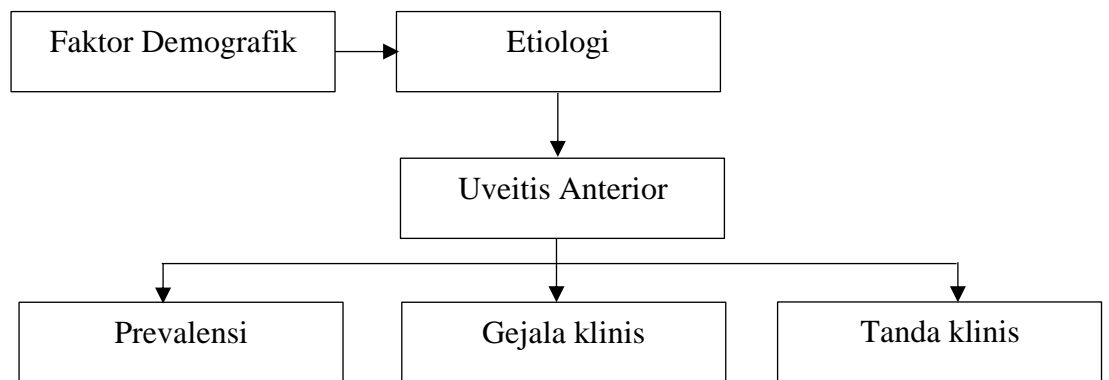 Faktor Demografik
Etiologi
Uveitis Anterior
Prevalensi
Gejala klinis
Tanda klinis